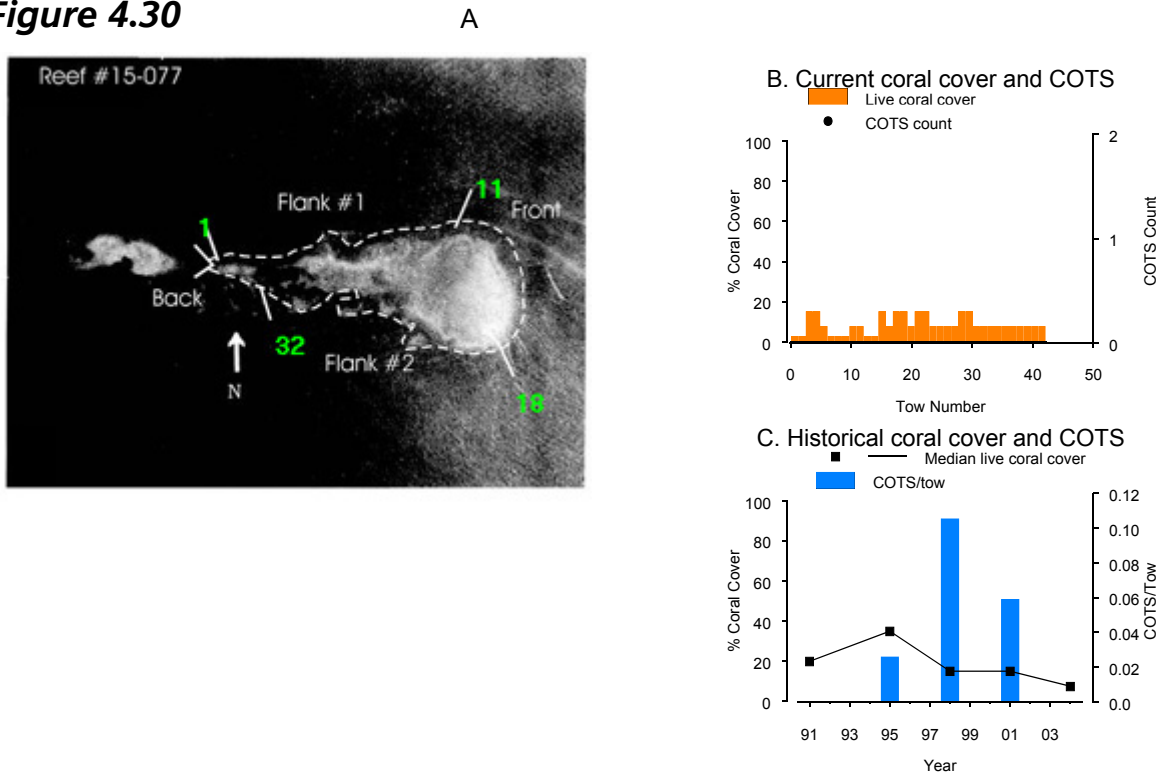 Figure 4.30
A
Reef #15-077
Flank #1
11
Front
1
Back
32
Flank #2
N
18
B. Current coral cover and COTS
Live coral cover
COTS count
100
80
60
40
20
0
% Coral Cover
2
1
0
COTS Count
0 10 20 30 40 50
Tow Number
C. Historical coral cover and COTS
Median live coral cover
COTS/tow
100
80
60
40
20
0
% Coral Cover
0.12
0.10
0.08
0.06
0.04
0.02
0.0
COTS/Tow
91 93 95 97 99 01 03
Year